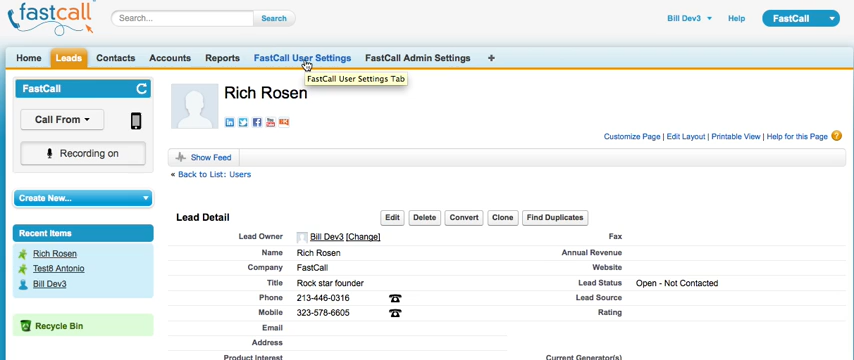 fastcall
Search...
Search
Bill Dev3
Help
FastCall
Home
Leads
Contacts
Accounts
Reports
FastCall User Settings
FastCall Admin Settings
+
FastCall User Settings Tab
FastCall
Call From
Recording on
Create New...
Recent Items
Rich Rosen
Test8 Antonio
Bill Dev3
Recycle Bin
Rich Rosen
Customize Page | Edit Layout | Printable View | Help for this Page ?
Show Feed
« Back to List: Users
Lead Detail
Edit
Delete
Convert
Clone
Find Duplicates
Lead Owner Bill Dev3 [Change]
Fax
Name Rich Rosen
Annual Revenue
Company FastCall
Website
Title Rock star founder
Lead Status Open - Not Contacted
Phone 213-446-0316
Lead Source
Mobile 323-578-6605
Rating
Email
Address
Product Interest
Current Generator(s)